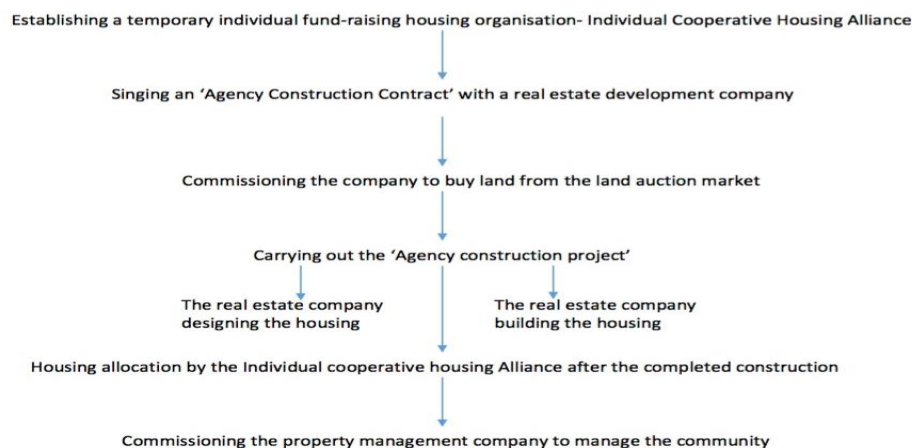 Establishing a temporary individual fund-raising housing organisation- Individual Cooperative Housing Alliance
Singing an ‘Agency Construction Contract’ with a real estate development company
Commissioning the company to buy land from the land auction market
Carrying out the ‘Agency construction project’
The real estate company
designing the housing
The real estate company
building the housing
Housing allocation by the Individual cooperative housing Alliance after the completed construction
Commissioning the property management company to manage the community